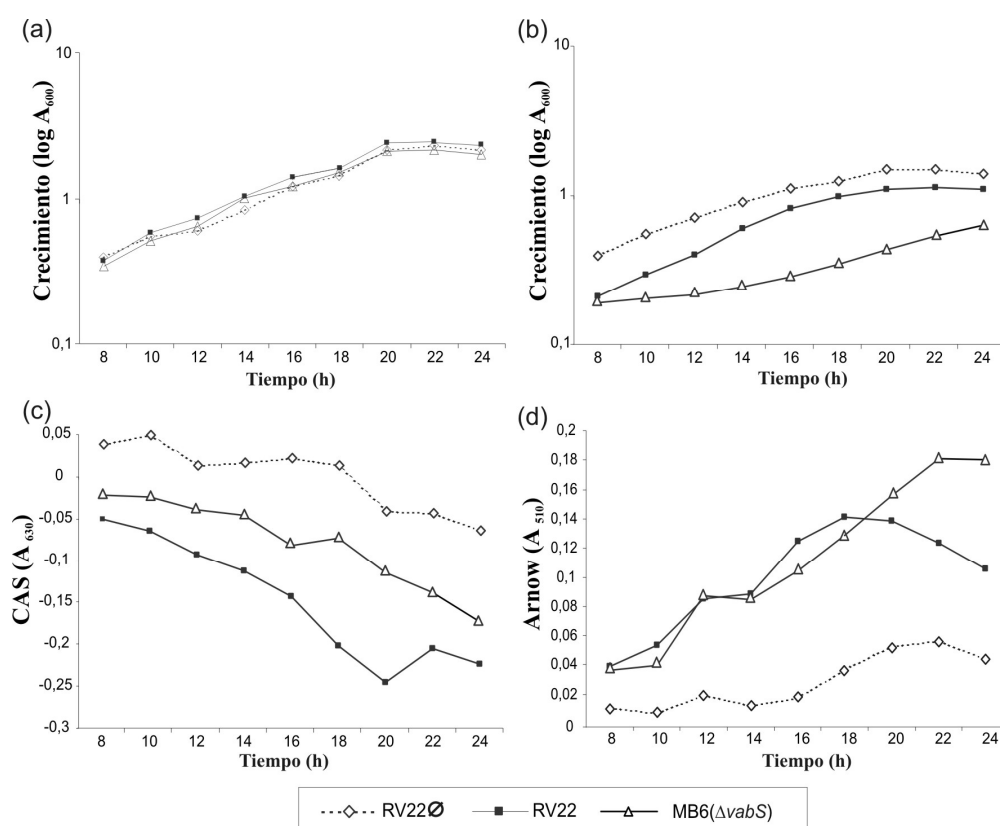 (a)
Crecimiento (log A600)
10
1
0,1
8 10 12 14 16 18 20 22 24
Tiempo (h)
(b)
Crecimiento (log A600)
10
1
0,1
8 10 12 14 16 18 20 22 24
Tiempo (h)
(c)
CAS (A 630)
0,05
0
-0,05
-0,1
-0,15
-0,2
-0,25
-0,3
8 10 12 14 16 18 20 22 24
Tiempo (h)
(d)
Arnow (A 510)
0,2
0,18
0,16
0,14
0,12
0,1
0,08
0,06
0,04
0,02
0
8 10 12 14 16 18 20 22 24
Tiempo (h)
RV22Ø RV22 MB6(ΔvabS)